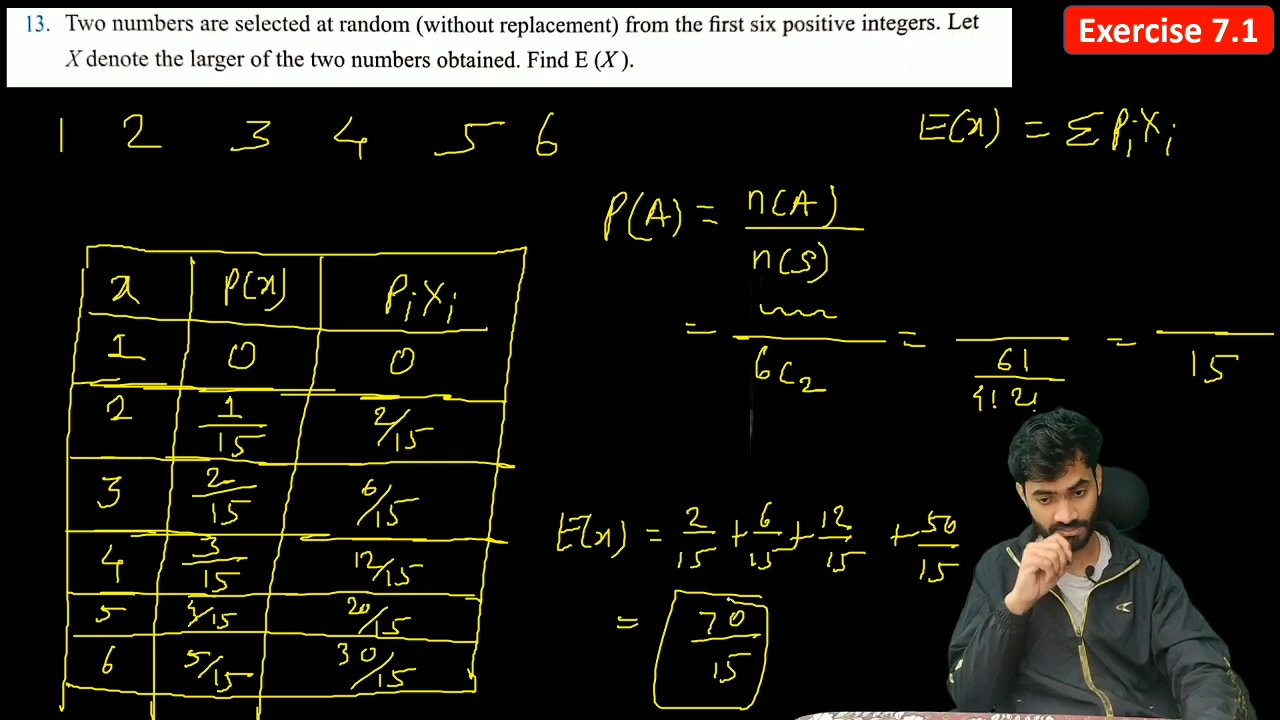 13. Two numbers are selected at random (without replacement) from the first six positive integers. Let
X denote the larger of the two numbers obtained. Find E (X ).
Exercise 7.1
1 2 3 4 5 6
E(x) = Σ PᵢXᵢ
P(A) = n(A)/n(S)
= /6C₂ = /(6!/4!2!) = /15
x P(x) PᵢXᵢ
1 0 0
2 1/15 2/15
3 2/15 6/15
4 3/15 12/15
5 4/15 20/15
6 5/15 30/15
E(x) = 2/15 + 6/15 + 12/15 + 50/15
= 70/15